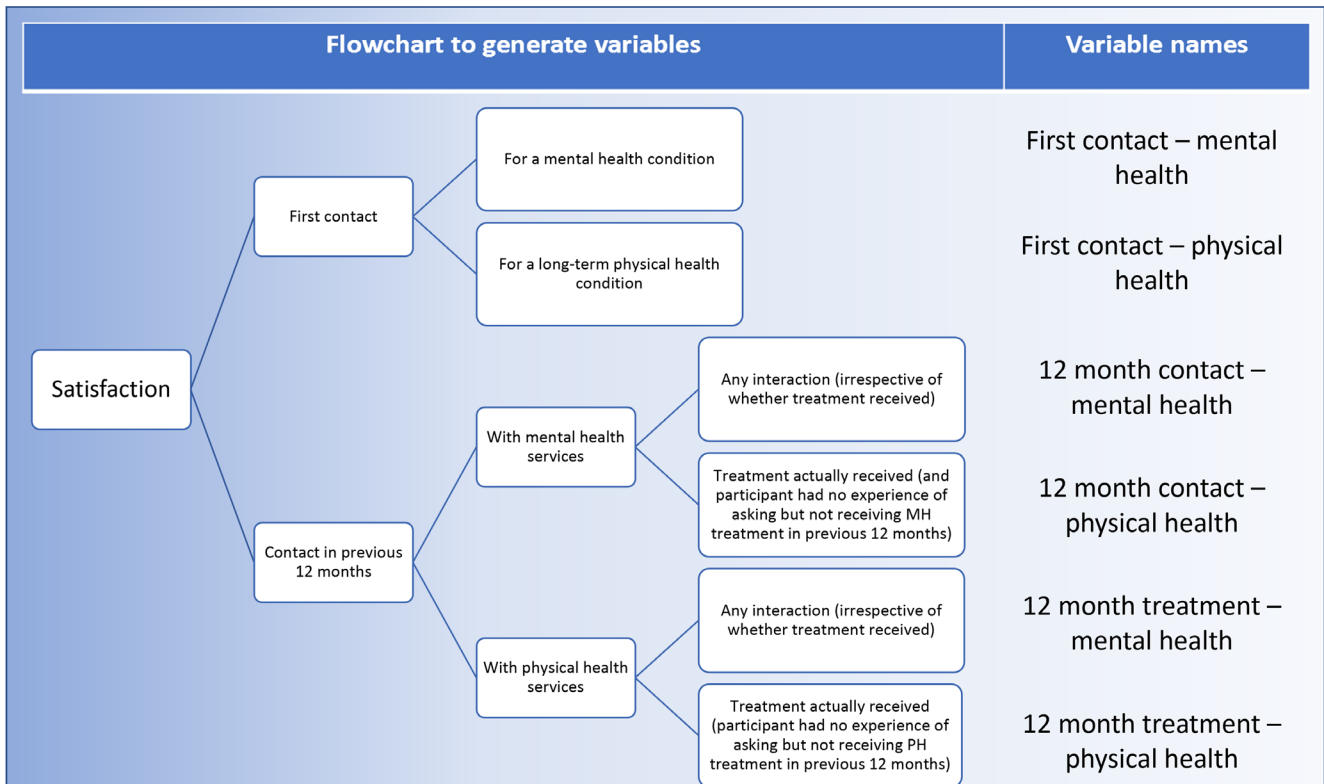 Flowchart to generate variables
Variable names
For a mental health condition
First contact – mental
health
First contact
For a long-term physical health
condition
First contact – physical
health
Satisfaction
Any interaction (irrespective of
whether treatment received)
12 month contact –
mental health
With mental health
services
Treatment actually received (and
participant had no experience of
asking but not receiving MH
treatment in previous 12 months)
12 month contact –
physical health
Contact in previous
12 months
Any interaction (irrespective of
whether treatment received)
12 month treatment –
mental health
With physical health
services
Treatment actually received
(participant had no experience of
asking but not receiving PH
treatment in previous 12 months)
12 month treatment –
physical health